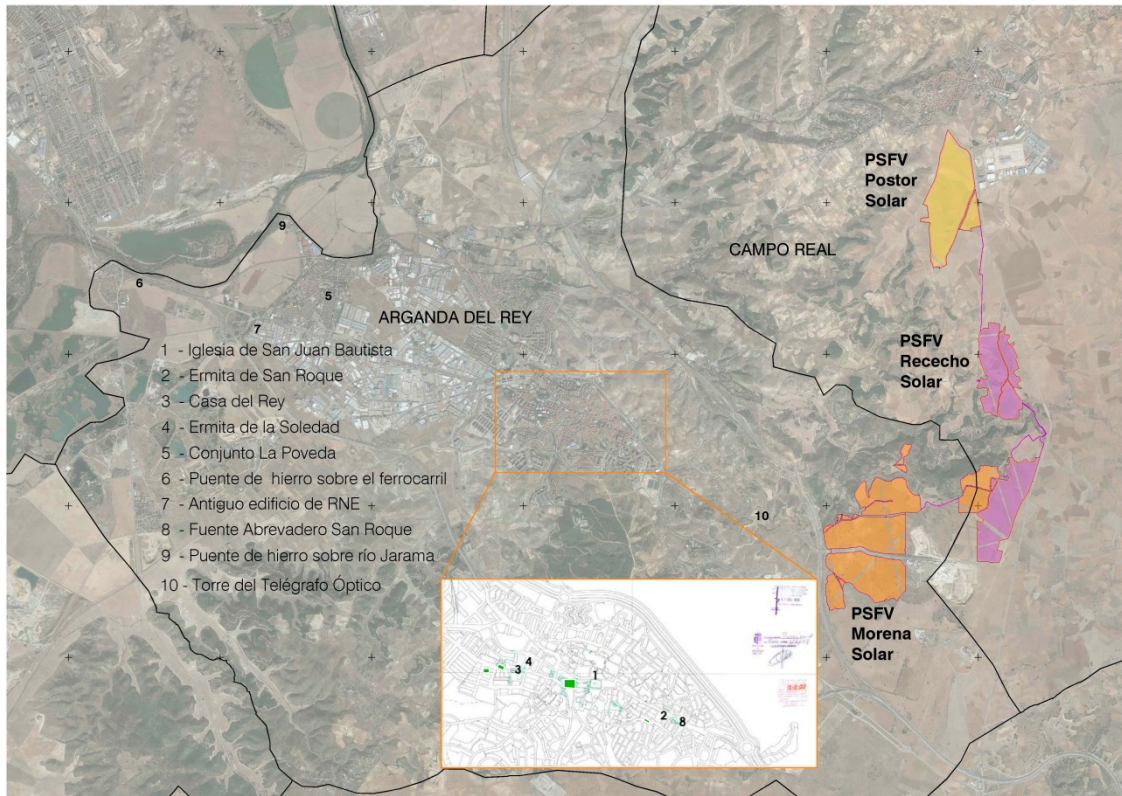 PSFV
Postor
Solar
9
CAMPO REAL
6
5
ARGANDA DEL REY
7
1 - Iglesia de San Juan Bautista
2 - Ermita de San Roque
3 - Casa del Rey
4 - Ermita de la Soledad
5 - Conjunto La Poveda
6 - Puente de hierro sobre el ferrocarril
7 - Antiguo edificio de RNE
8 - Fuente Abrevadero San Roque
9 - Puente de hierro sobre río Jarama
10 - Torre del Telégrafo Óptico
PSFV
Rececho
Solar
10
PSFV
Morena
Solar
4
3
1
2
8